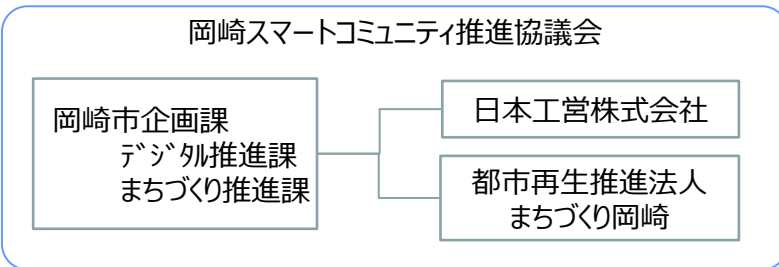 岡崎スマートコミュニティ推進協議会
岡崎市企画課
デジタル推進課
まちづくり推進課
日本工営株式会社
都市再生推進法人
まちづくり岡崎